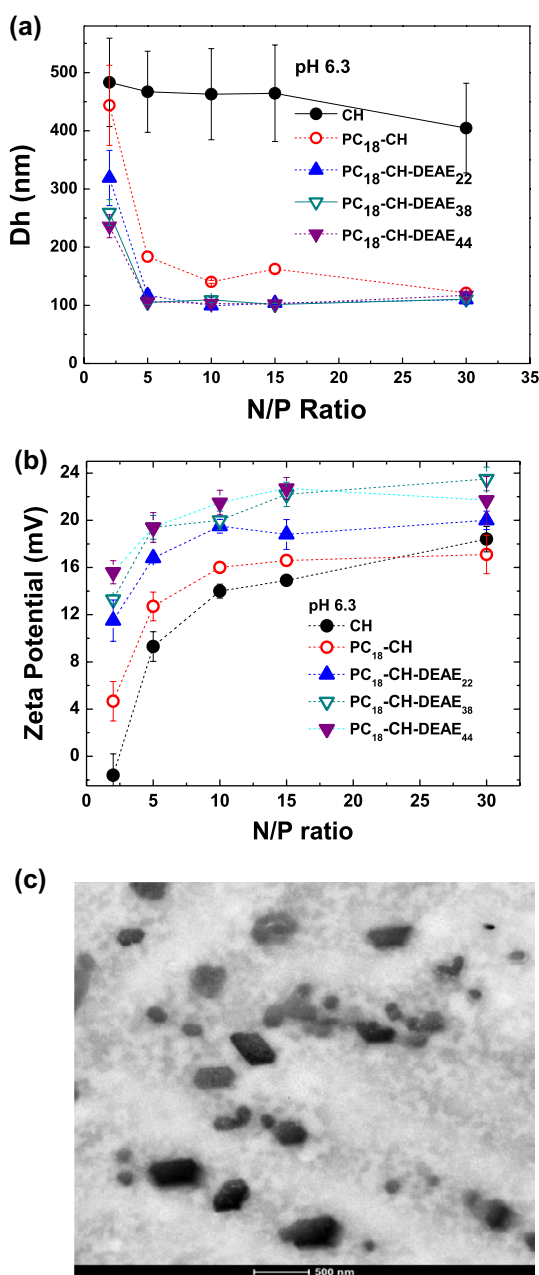 (a)
pH 6.3
CH
PC18-CH
PC18-CH-DEAE22
PC18-CH-DEAE38
PC18-CH-DEAE44
Dh (nm)
500
400
300
200
100
0
0 5 10 15 20 25 30 35
N/P Ratio
(b)
Zeta Potential (mV)
24
20
16
12
8
4
0
pH 6.3
CH
PC18-CH
PC18-CH-DEAE22
PC18-CH-DEAE38
PC18-CH-DEAE44
0 5 10 15 20 25 30
N/P ratio
(c)
500 nm